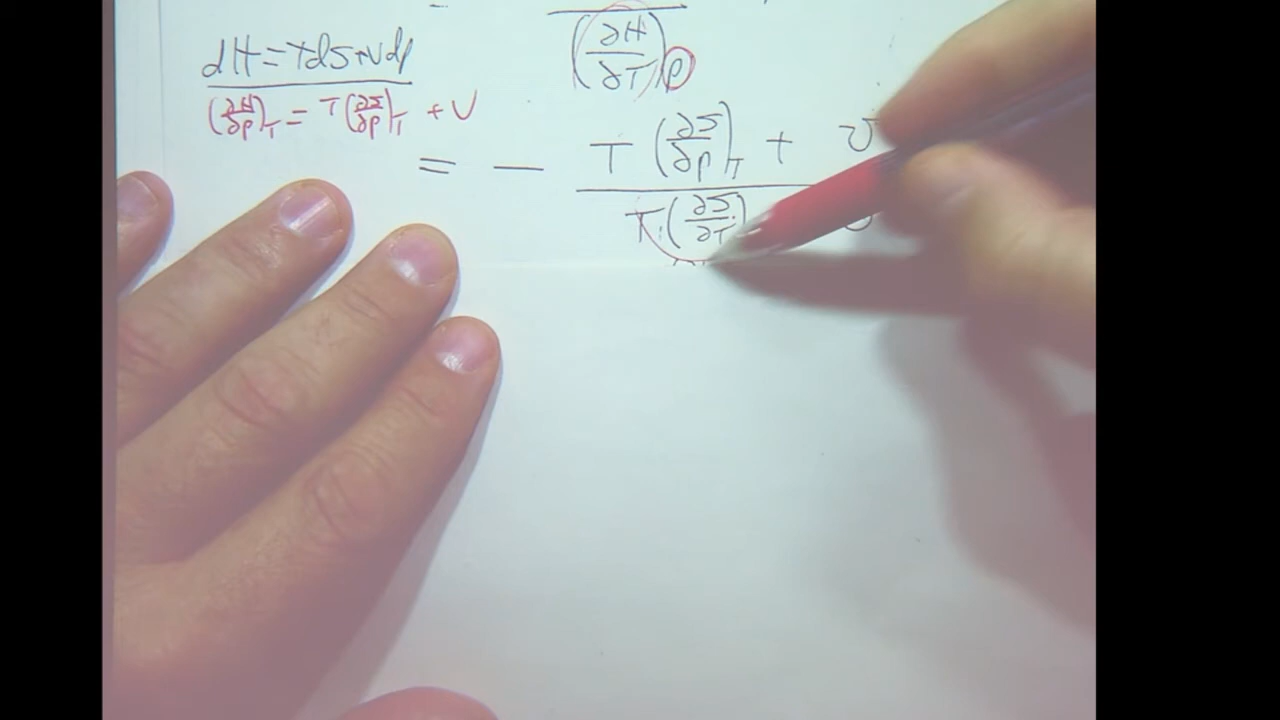 dH = Tds + Vdp
(∂H/∂p)_T = T(∂S/∂p)_T + V
(∂H/∂T)_p
= − T(∂S/∂p)_T + V
T(∂S/∂T)